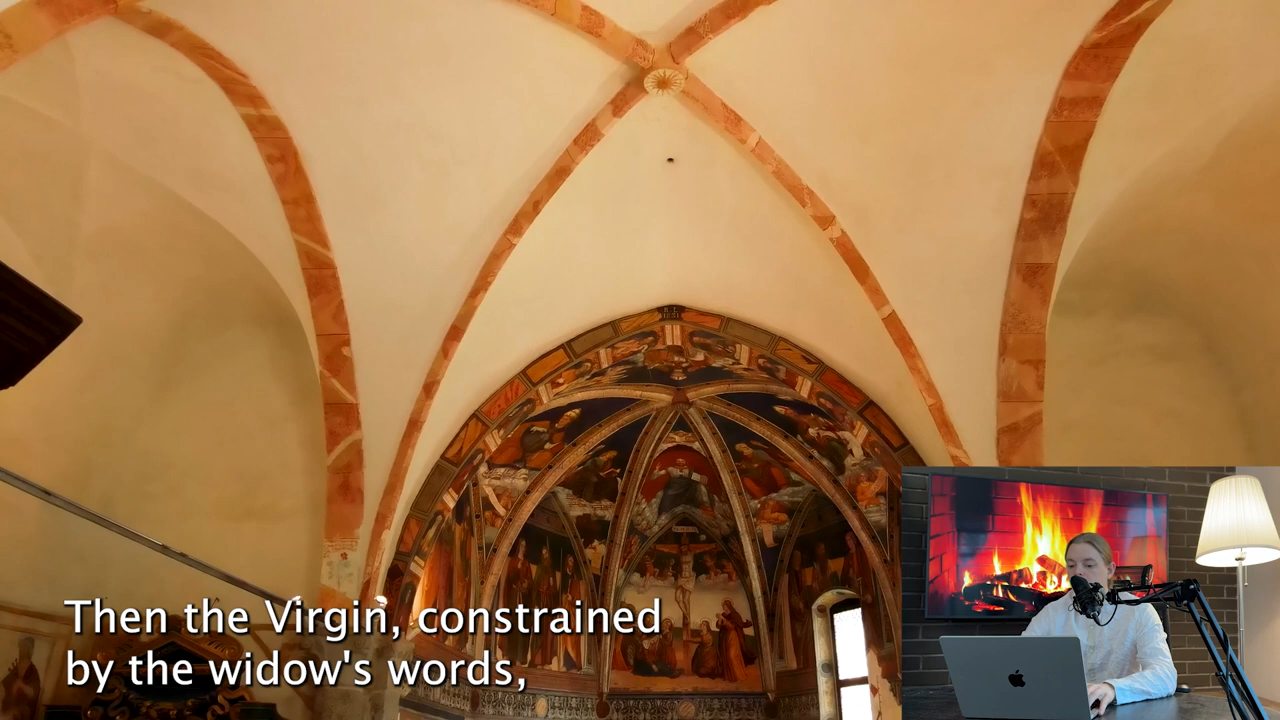 Then the Virgin, constrained
by the widow's words,